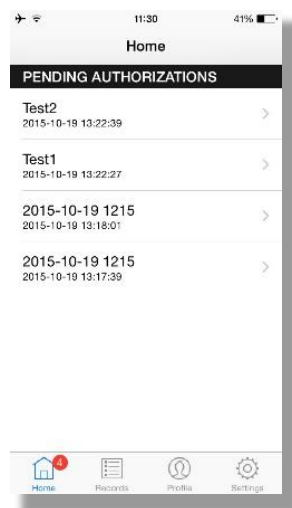 11:30 41%
Home
PENDING AUTHORIZATIONS
Test2
2015-10-19 13:22:39
Test1
2015-10-19 13:22:27
2015-10-19 1215
2015-10-19 13:18:01
2015-10-19 1215
2015-10-19 13:17:39
4
Home Records Profile Settings